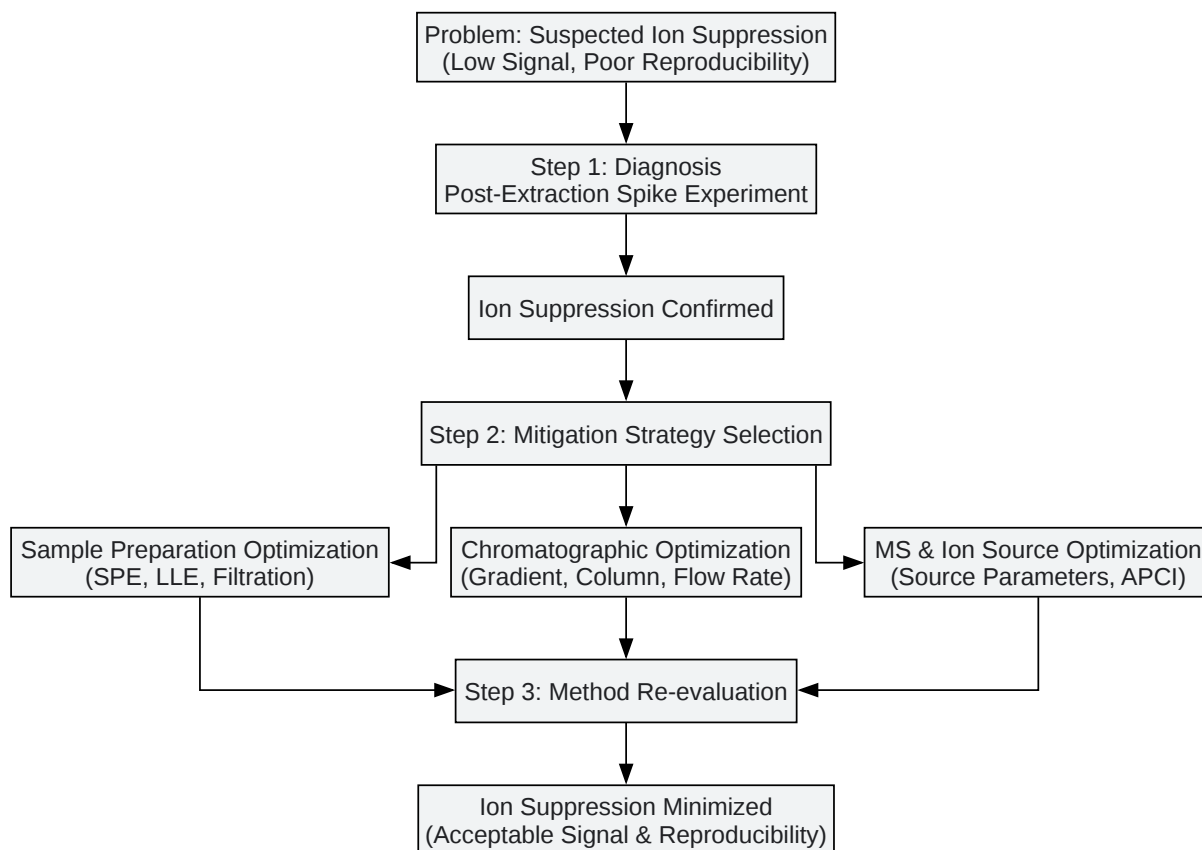 Problem: Suspected Ion Suppression
(Low Signal, Poor Reproducibility)
Step 1: Diagnosis
Post-Extraction Spike Experiment
Ion Suppression Confirmed
Step 2: Mitigation Strategy Selection
Sample Preparation Optimization
(SPE, LLE, Filtration)
Chromatographic Optimization
(Gradient, Column, Flow Rate)
MS & Ion Source Optimization
(Source Parameters, APCI)
Step 3: Method Re-evaluation
Ion Suppression Minimized
(Acceptable Signal & Reproducibility)